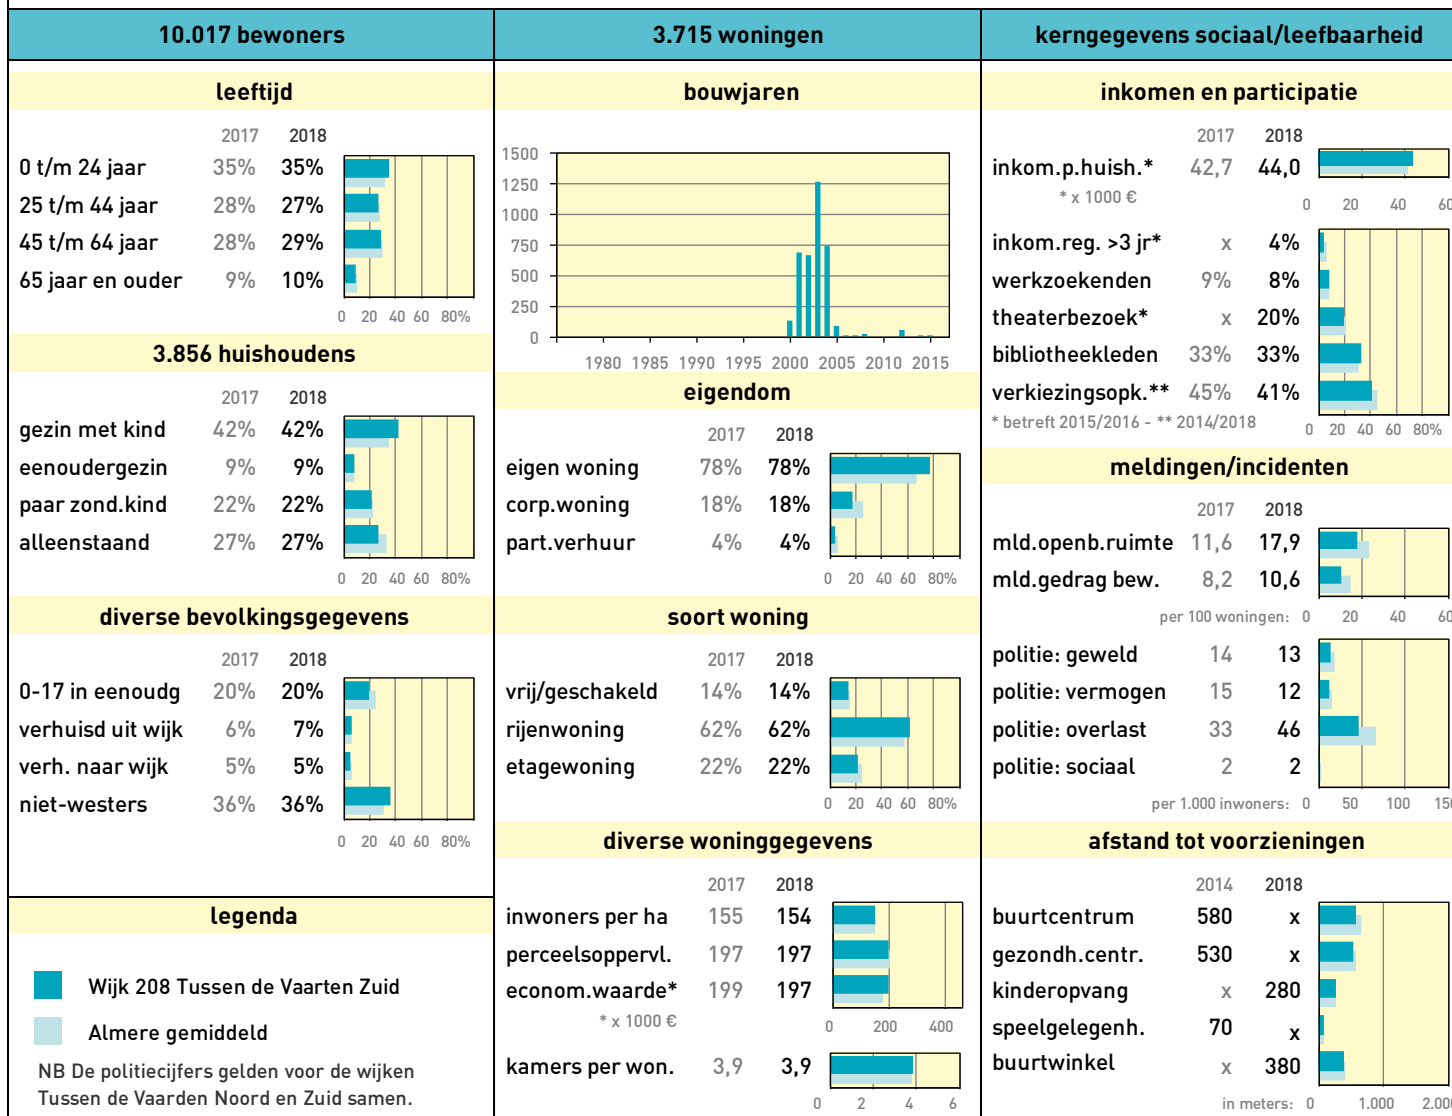 10.017 bewoners
leeftijd
2017 2018
0 t/m 24 jaar 35% 35%
25 t/m 44 jaar 28% 27%
45 t/m 64 jaar 28% 29%
65 jaar en ouder 9% 10%
0 20 40 60 80%
3.856 huishoudens
2017 2018
gezin met kind 42% 42%
eenoudergezin 9% 9%
paar zond.kind 22% 22%
alleenstaand 27% 27%
0 20 40 60 80%
diverse bevolkingsgegevens
2017 2018
0-17 in eenoudg 20% 20%
verhuisd uit wijk 6% 7%
verh. naar wijk 5% 5%
niet-westers 36% 36%
0 20 40 60 80%
legenda
Wijk 208 Tussen de Vaarten Zuid
Almere gemiddeld
NB De politiecijfers gelden voor de wijken
Tussen de Vaarden Noord en Zuid samen.
3.715 woningen
bouwjaren
1500
1250
1000
750
500
250
0
1980 1985 1990 1995 2000 2005 2010 2015
eigendom
2017 2018
eigen woning 78% 78%
corp.woning 18% 18%
part.verhuur 4% 4%
0 20 40 60 80%
soort woning
2017 2018
vrij/geschakeld 14% 14%
rijenwoning 62% 62%
etagewoning 22% 22%
0 20 40 60 80%
diverse woninggegevens
2017 2018
inwoners per ha 155 154
perceelsoppervl. 197 197
econom.waarde* 199 197
* x 1000 €
0 200 400
kamers per won. 3,9 3,9
0 2 4 6
kerngegevens sociaal/leefbaarheid
inkomen en participatie
2017 2018
inkom.p.huish.* 42,7 44,0
* x 1000 €
0 20 40 60
inkom.reg. >3 jr* x 4%
werkzoekenden 9% 8%
theaterbezoek* x 20%
bibliotheekleden 33% 33%
verkiezingsopk.** 45% 41%
* betreft 2015/2016 - ** 2014/2018
0 20 40 60 80%
meldingen/incidenten
2017 2018
mld.openb.ruimte 11,6 17,9
mld.gedrag bew. 8,2 10,6
per 100 woningen: 0 20 40 60
politie: geweld 14 13
politie: vermogen 15 12
politie: overlast 33 46
politie: sociaal 2 2
per 1.000 inwoners: 0 50 100 150
afstand tot voorzieningen
2014 2018
buurtcentrum 580 x
gezondh.centr. 530 x
kinderopvang x 280
speelgelegenh. 70 x
buurtwinkel x 380
in meters: 0 1.000 2.000